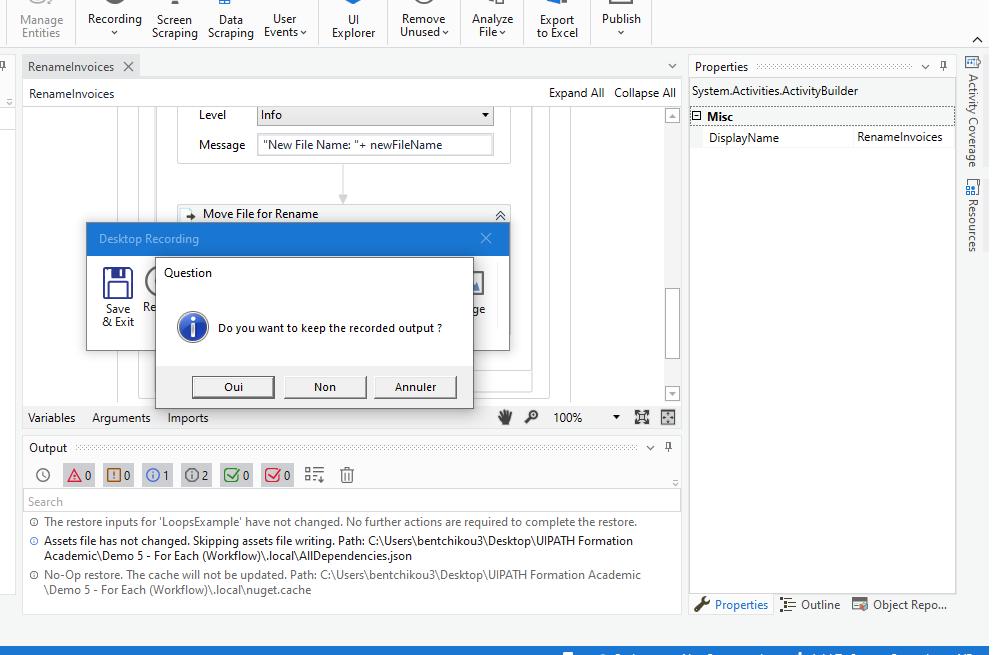 Manage
Entities
Recording
Screen
Scraping
Data
Scraping
User
Events
UI
Explorer
Remove
Unused
Analyze
File
Export
to Excel
Publish
RenameInvoices
RenameInvoices
Expand All
Collapse All
Level
Info
Message
"New File Name: "+ newFileName
Move File for Rename
Desktop Recording
Save
& Exit
Re
ge
Question
Do you want to keep the recorded output ?
Oui
Non
Annuler
Variables
Arguments
Imports
100%
Output
0
0
1
2
0
0
Search
The restore inputs for 'LoopsExample' have not changed. No further actions are required to complete the restore.
Assets file has not changed. Skipping assets file writing. Path: C:\Users\bentchikou3\Desktop\UIPATH Formation
Academic\Demo 5 - For Each (Workflow)\.local\AllDependencies.json
No-Op restore. The cache will not be updated. Path: C:\Users\bentchikou3\Desktop\UIPATH Formation Academic
\Demo 5 - For Each (Workflow)\.local\nuget.cache
Properties
System.Activities.ActivityBuilder
Misc
DisplayName
RenameInvoices
Properties
Outline
Object Repo...
Activity Coverage
Resources